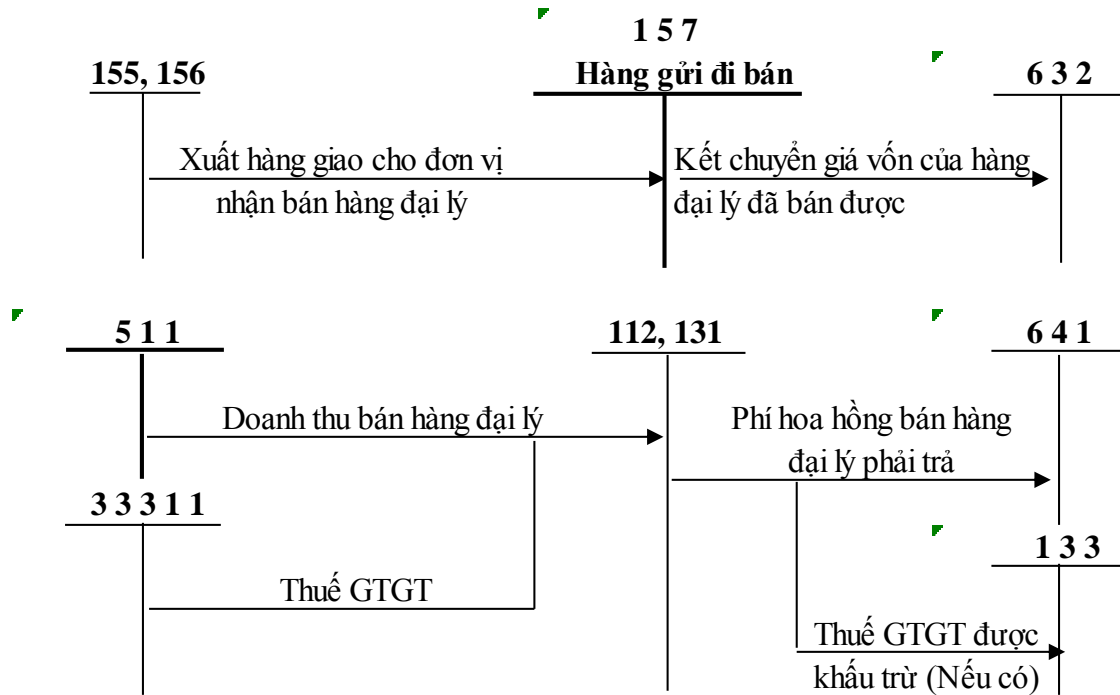 1 5 7
155, 156
Hàng gửi đi bán
6 3 2
Xuất hàng giao cho đơn vị
nhận bán hàng đại lý
Kết chuyển giá vốn của hàng
đại lý đã bán được
5 1 1
112, 131
6 4 1
Doanh thu bán hàng đại lý
Phí hoa hồng bán hàng
đại lý phải trả
3 3 3 1 1
1 3 3
Thuế GTGT
Thuế GTGT được
khấu trừ (Nếu có)